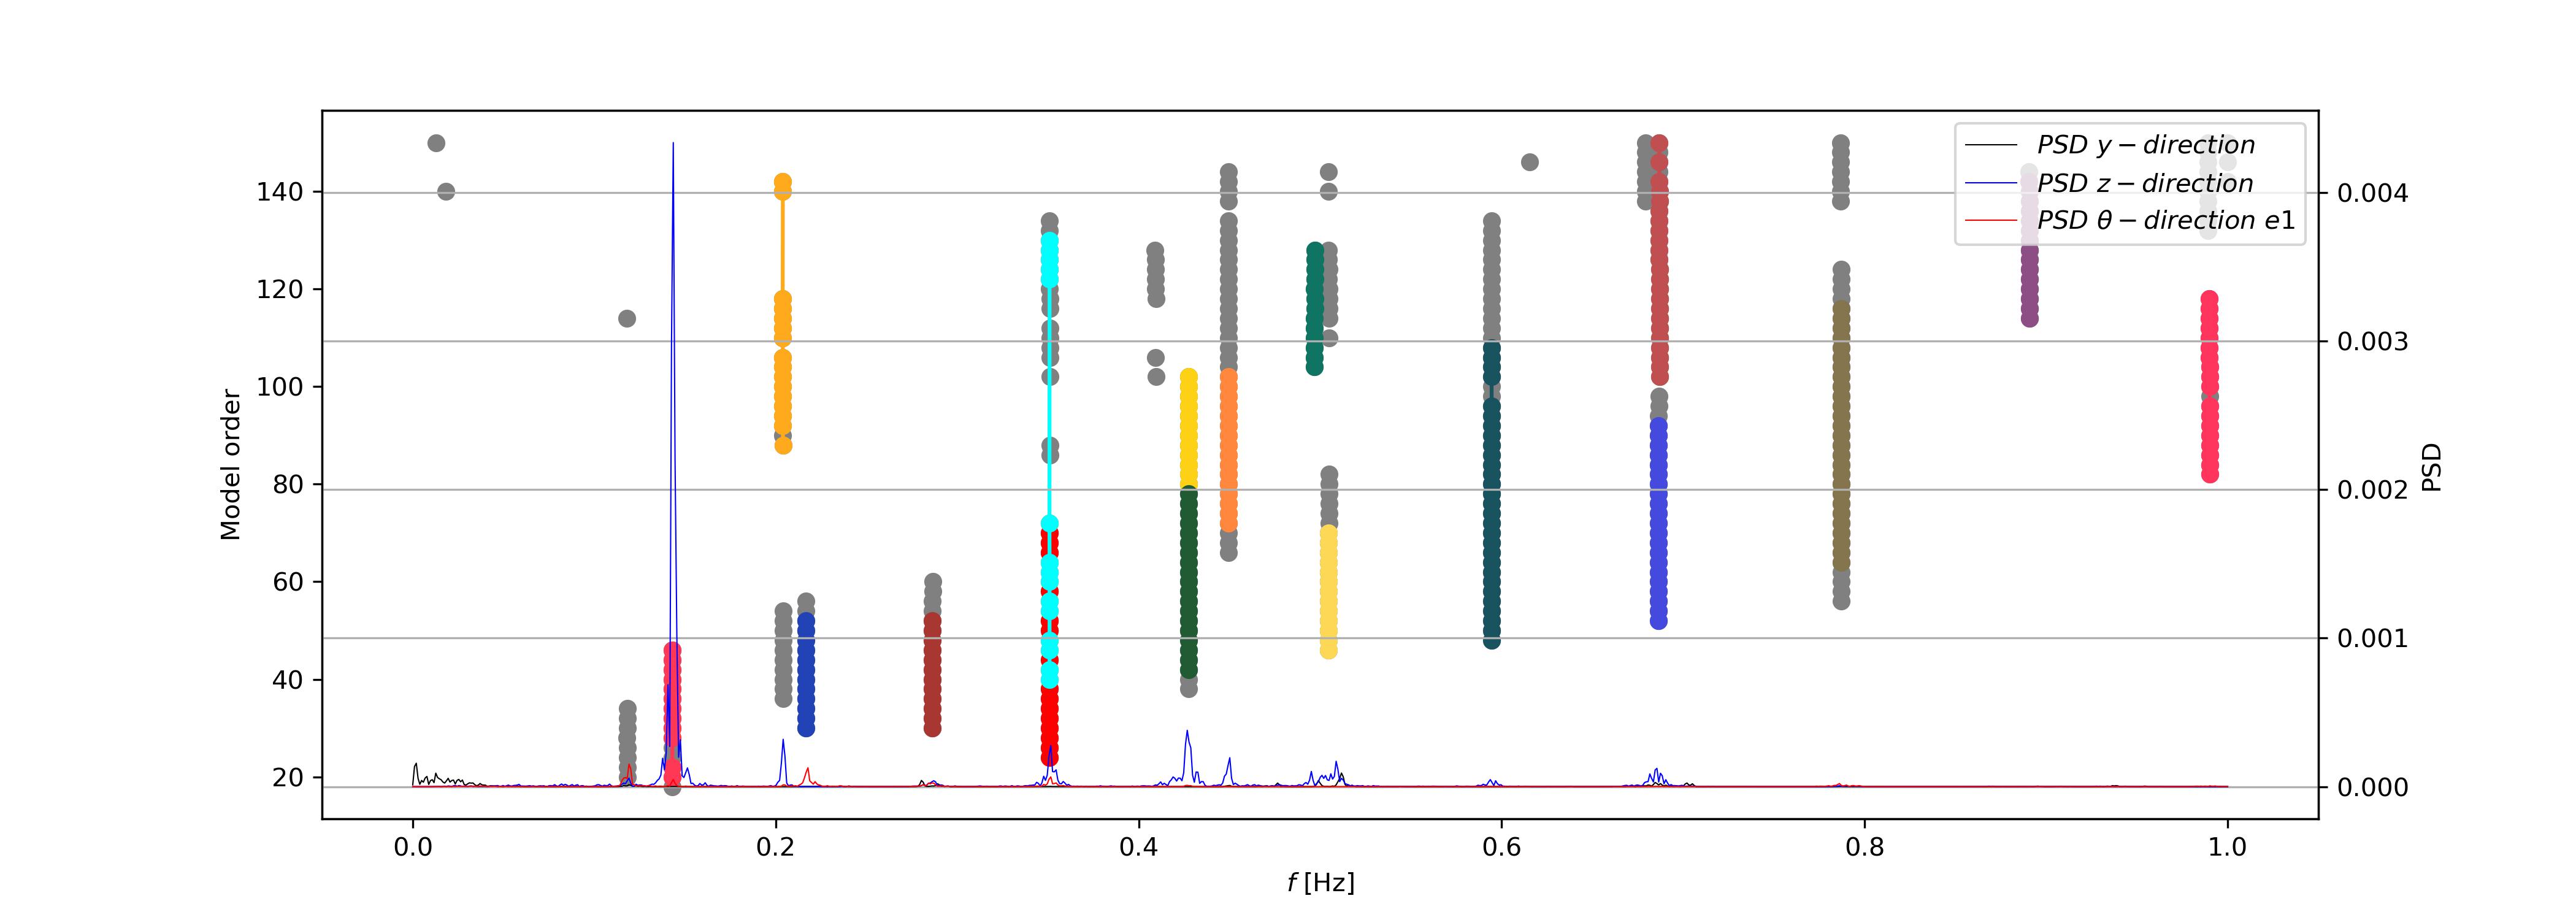 PSD y − direction
PSD z − direction
PSD θ − direction e1
140
120
100
80
60
40
20
Model order
0.004
0.003
0.002
0.001
0.000
PSD
0.0 0.2 0.4 0.6 0.8 1.0
f [Hz]